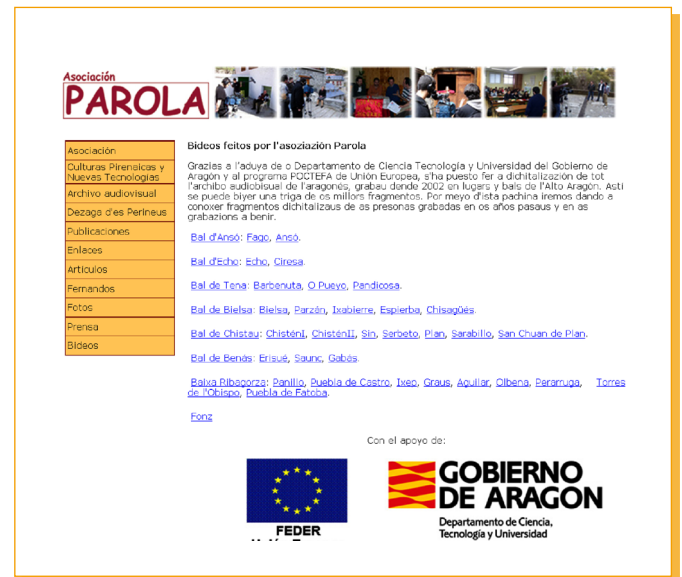 Asociación
PAROLA
Asociación
Culturas Pirenaicas y
Nuevas Tecnologías
Archivo audiovisual
Dezaga d'es Perineus
Publicaciones
Enlaces
Articulos
Fernandos
Fotos
Prensa
Bideos
Bideos feitos por l'asoziazión Parola
Grazias a l'aduya de o Departamento de Ciencia Tecnología y Universidad del Gobierno de
Aragón y al programa POCTEFA de Unión Europea, s'ha puesto fer a dichitalizazión de tot
l'archibo audiobisual de l'aragonés, grabau dende 2002 en lugars y bals de l'Alto Aragón. Asti
se puede biyer una triga de os millors fragmentos. Por meyo d'ista pachina iremos dando a
conoxer fragmentos dichitalizaus de as presonas grabadas en os años pasaus y en as
grabazions a benir.
Bal d'Ansó: Fago, Ansó.
Bal d'Echo: Echo, Ciresa.
Bal de Tena: Barbenuta, O Pueyo, Pandicosa.
Bal de Bielsa: Bielsa, Parzán, Ixabierre, Espierba, Chisagüés.
Bal de Chistau: ChisténI, ChisténII, Sin, Serbeto, Plan, Sarabillo, San Chuan de Plan.
Bal de Benás: Erisué, Saunc, Gabás.
Baixa Ribagorza: Panillo, Puebla de Castro, Ixep, Graus, Aguilar, Olbena, Perarruga, Torres
de l'Obispo, Puebla de Fatoba.
Fonz
Con el apoyo de:
FEDER
GOBIERNO
DE ARAGON
Departamento de Ciencia,
Tecnología y Universidad